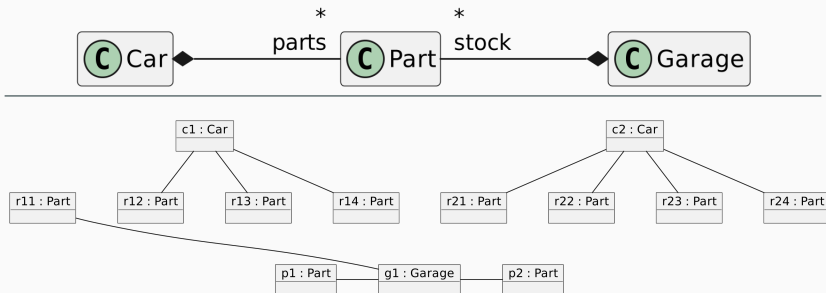 * *
parts stock
C Car C Part C Garage
c1 : Car c2 : Car
r11 : Part r12 : Part r13 : Part r14 : Part r21 : Part r22 : Part r23 : Part r24 : Part
p1 : Part g1 : Garage p2 : Part